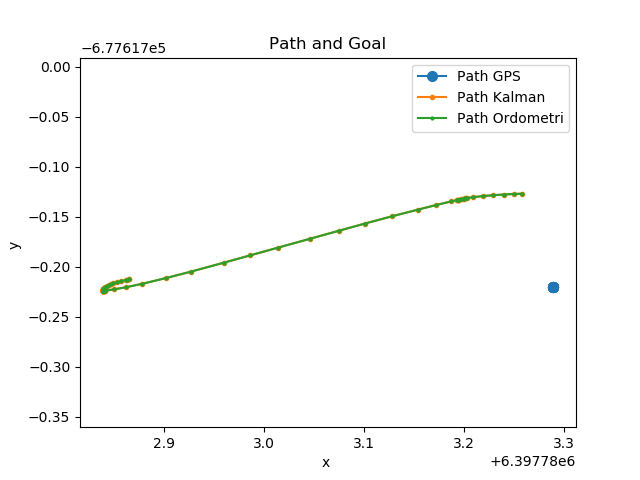 Path and Goal
−6.77617e5
0.00
−0.05
−0.10
−0.15
−0.20
−0.25
−0.30
−0.35
y
Path GPS
Path Kalman
Path Ordometri
2.9
3.0
3.1
3.2
3.3
x
+6.39778e6